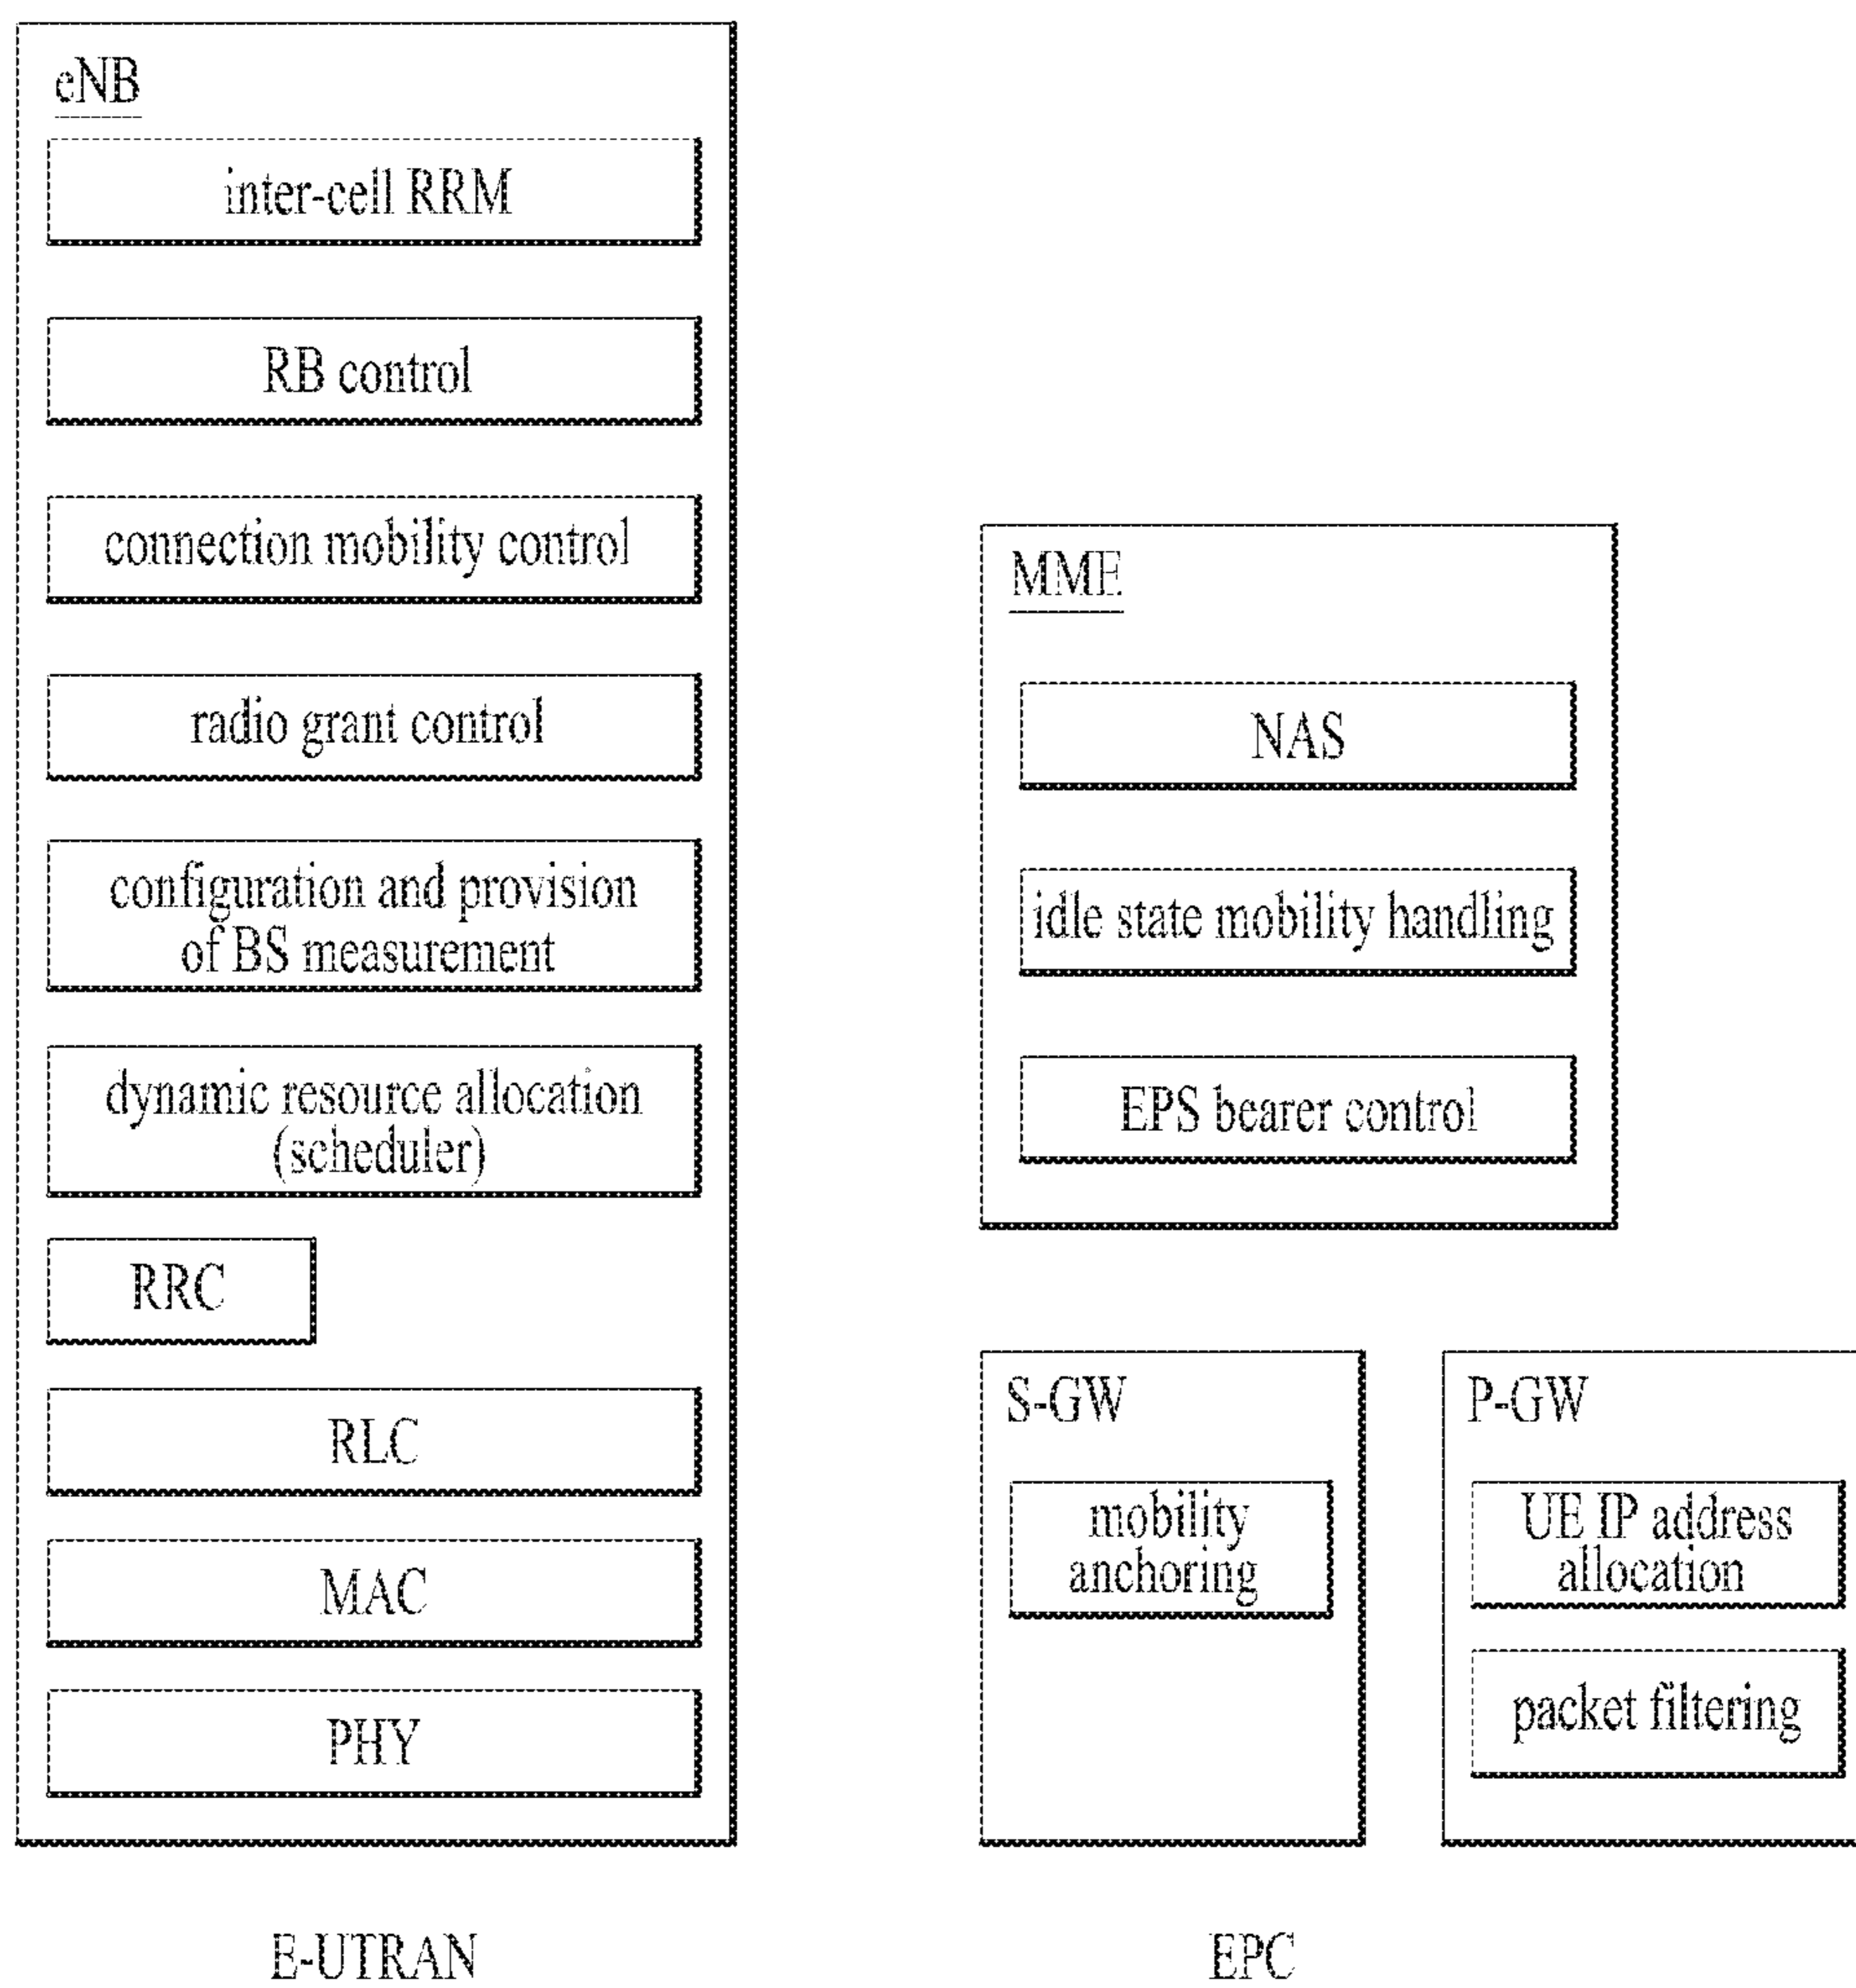 eNB
inter-cell RRM
RB control
connection mobility control
radio grant control
configuration and provision
of BS measurement
dynamic resource allocation
(scheduler)
RRC
RLC
MAC
PHY
E-UTRAN
MME
NAS
idle state mobility handling
EPS bearer control
S-GW
mobility
anchoring
P-GW
UE IP address
allocation
packet filtering
EPC